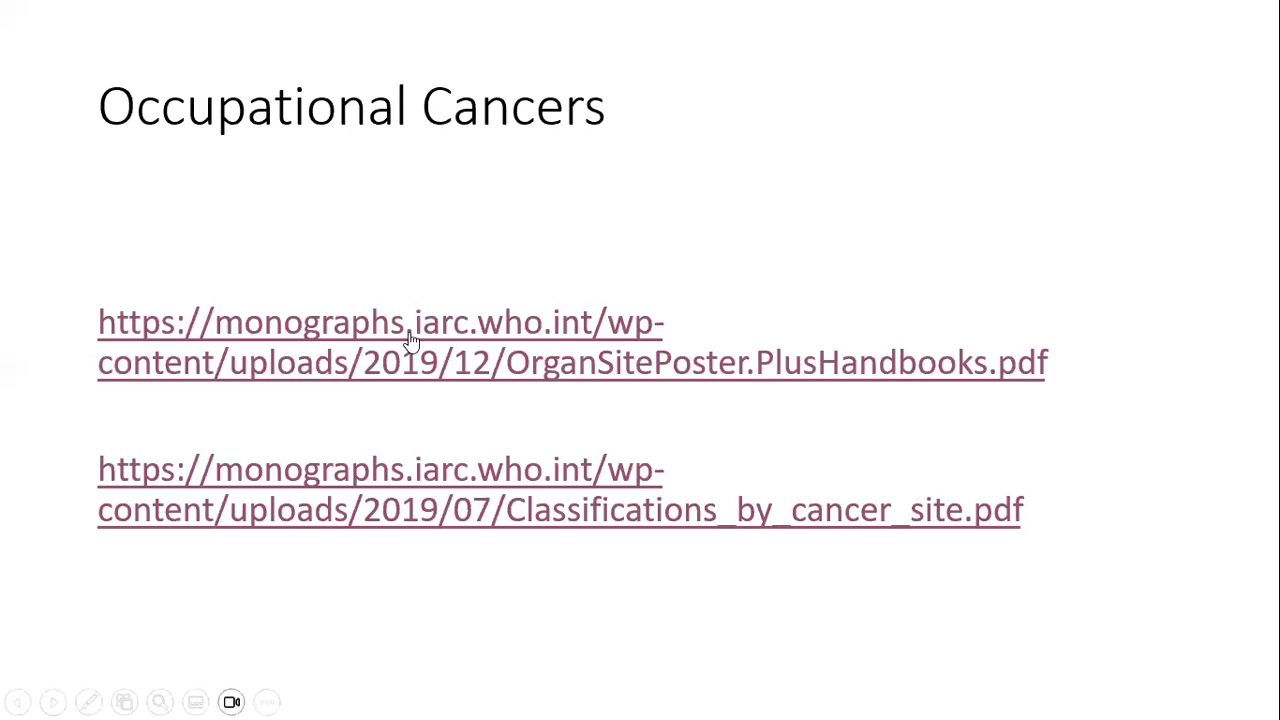 Occupational Cancers
https://monographs.iarc.who.int/wp-
content/uploads/2019/12/OrganSitePoster.PlusHandbooks.pdf
https://monographs.iarc.who.int/wp-
content/uploads/2019/07/Classifications_by_cancer_site.pdf